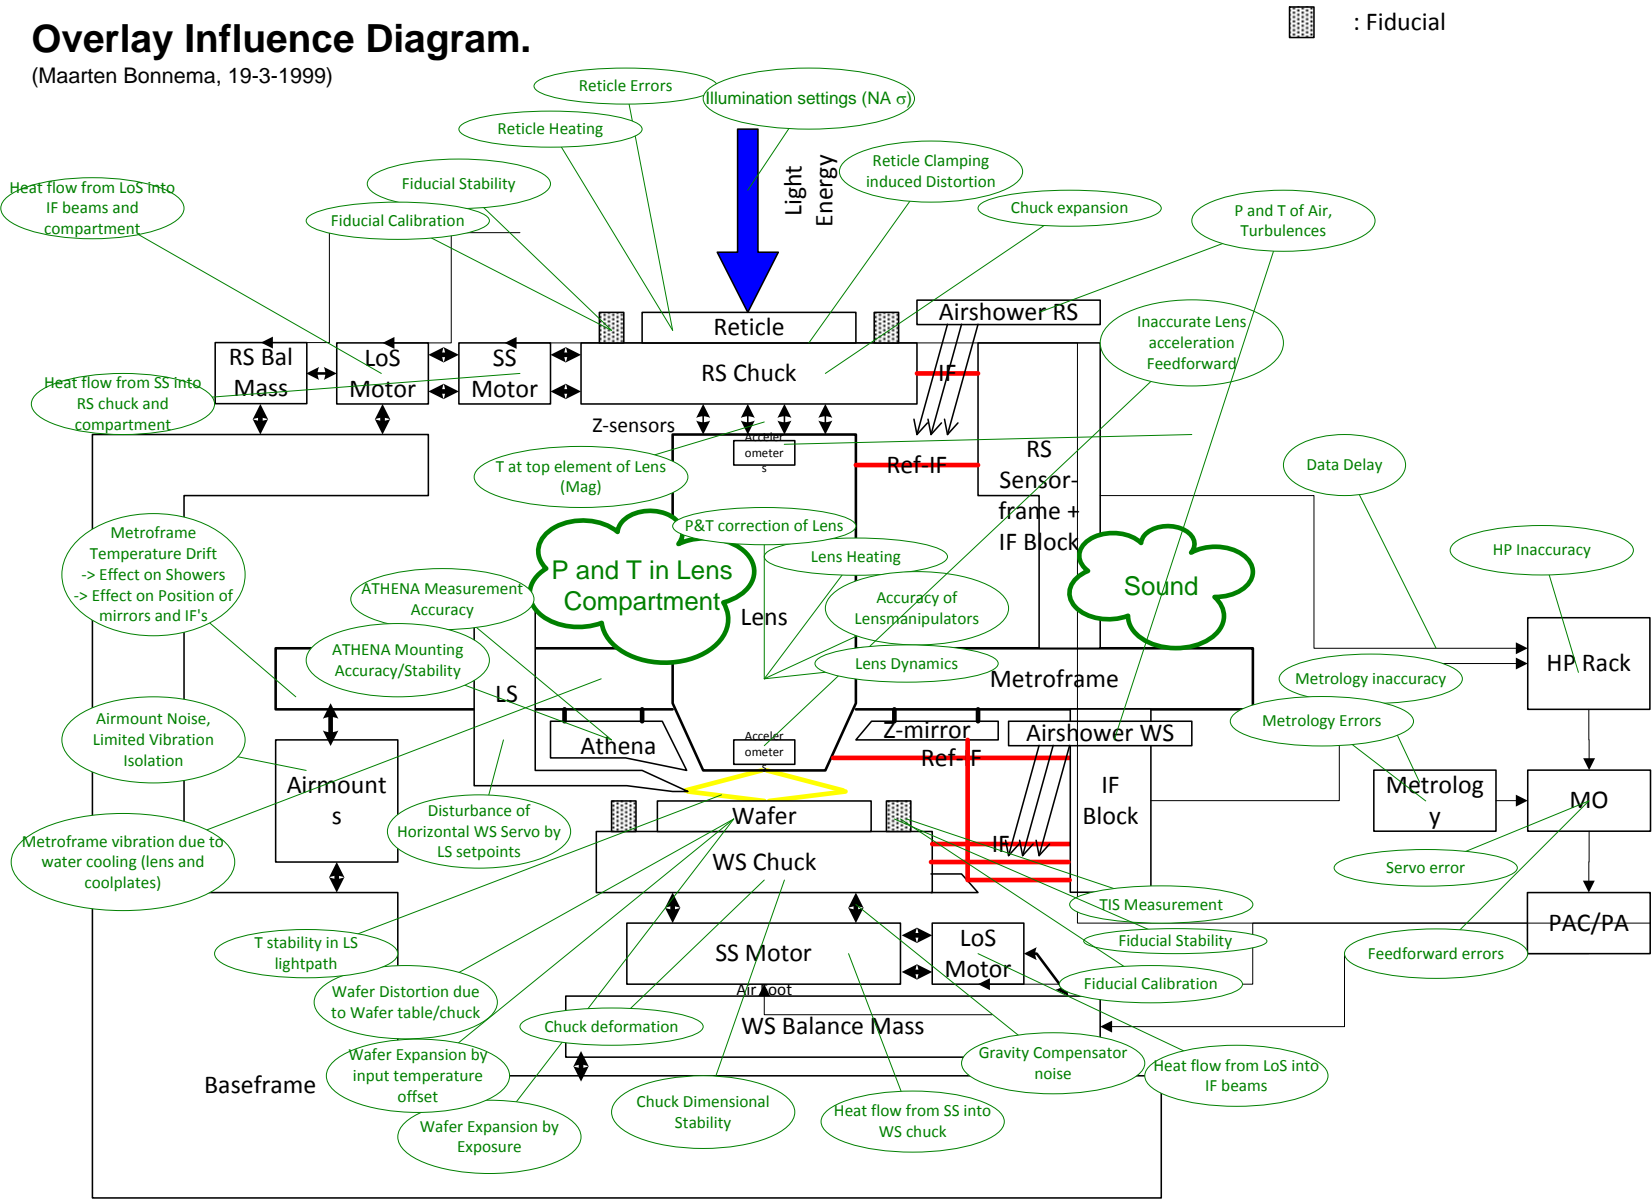 Overlay Influence Diagram.
(Maarten Bonnema, 19-3-1999)
: Fiducial
Reticle Errors
Illumination settings (NA σ)
Reticle Heating
Fiducial Stability
Fiducial Calibration
Heat flow from LoS into
IF beams and
compartment
Light
Energy
Reticle Clamping
induced Distortion
Chuck expansion
P and T of Air,
Turbulences
Reticle
Airshower RS
Inaccurate Lens
acceleration
Feedforward
RS Bal
Mass
LoS
Motor
SS
Motor
RS Chuck
IF
Heat flow from SS into
RS chuck and
compartment
Z-sensors
Acceler
ometer
s
T at top element of Lens
(Mag)
Ref-IF
RS
Sensor-
frame +
IF Block
Data Delay
Metroframe
Temperature Drift
-> Effect on Showers
-> Effect on Position of
mirrors and IF's
P&T correction of Lens
Lens Heating
HP Inaccuracy
P and T in Lens
Compartment
Sound
ATHENA Measurement
Accuracy
Accuracy of
Lensmanipulators
Lens
ATHENA Mounting
Accuracy/Stability
Lens Dynamics
HP Rack
LS
Metroframe
Metrology inaccuracy
Airmount Noise,
Limited Vibration
Isolation
Metrology Errors
Athena
Acceler
ometer
s
Z-mirror
Airshower WS
Ref-IF
Airmount
s
IF
Block
Metrolog
y
MO
Disturbance of
Horizontal WS Servo by
LS setpoints
Wafer
Metroframe vibration due to
water cooling (lens and
coolplates)
WS Chuck
IF
Servo error
TIS Measurement
PAC/PA
T stability in LS
lightpath
SS Motor
LoS
Motor
Fiducial Stability
Feedforward errors
Fiducial Calibration
Air foot
Wafer Distortion due
to Wafer table/chuck
Chuck deformation
WS Balance Mass
Wafer Expansion by
input temperature
offset
Gravity Compensator
noise
Heat flow from LoS into
IF beams
Baseframe
Chuck Dimensional
Stability
Heat flow from SS into
WS chuck
Wafer Expansion by
Exposure